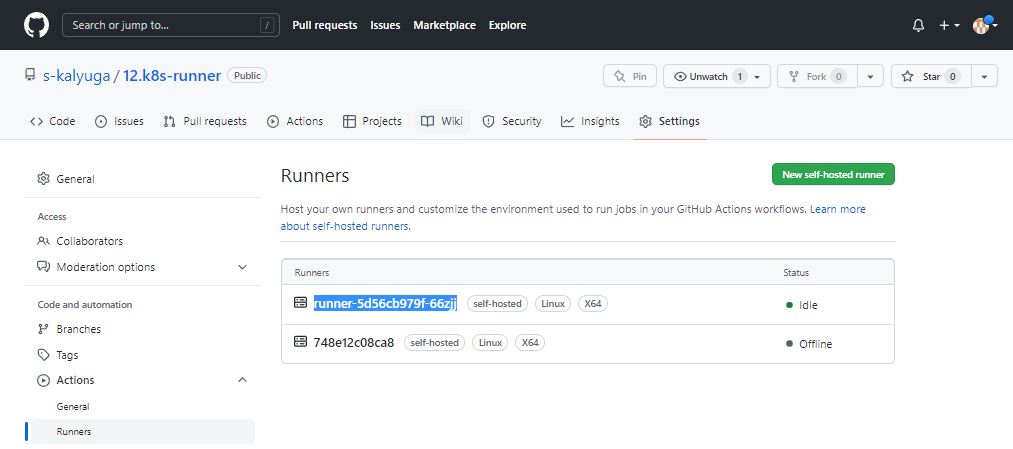 Search or jump to... / Pull requests Issues Marketplace Explore
s-kalyuga / 12.k8s-runner Public Pin Unwatch 1 Fork 0 Star 0
Code Issues Pull requests Actions Projects Wiki Security Insights Settings
General
Access
Collaborators
Moderation options
Code and automation
Branches
Tags
Actions
General
Runners
Runners New self-hosted runner
Host your own runners and customize the environment used to run jobs in your GitHub Actions workflows. Learn more
about self-hosted runners.
Runners Status
runner-5d56cb979f-66zjj self-hosted Linux X64 Idle
748e12c08ca8 self-hosted Linux X64 Offline